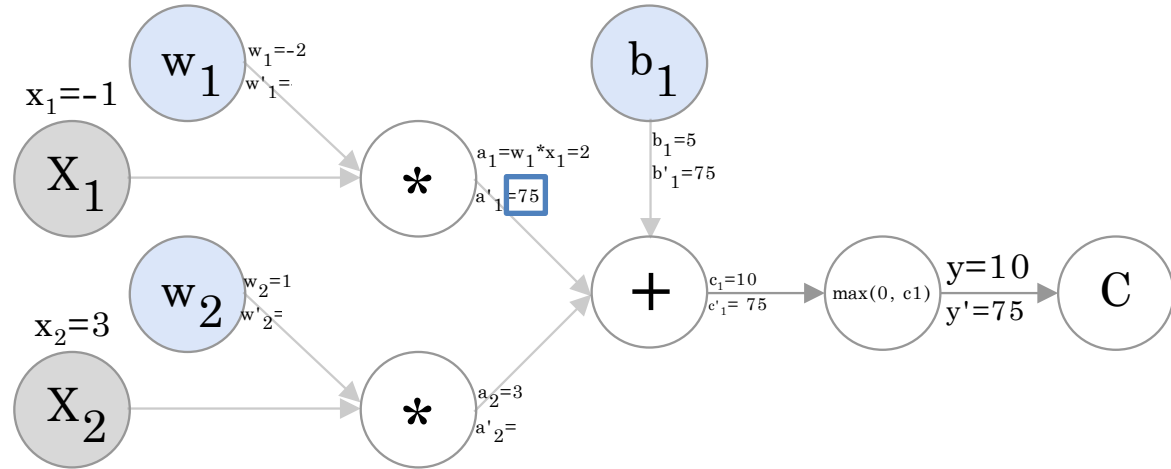 w₁
w₁=-2
w'₁=
x₁=-1
X₁
*
a₁=w₁*x₁=2
a'₁=75
b₁
b₁=5
b'₁=75
w₂
w₂=1
w'₂=
x₂=3
X₂
*
a₂=3
a'₂=
+
c₁=10
c'₁= 75
max(0, c1)
y=10
y'=75
C